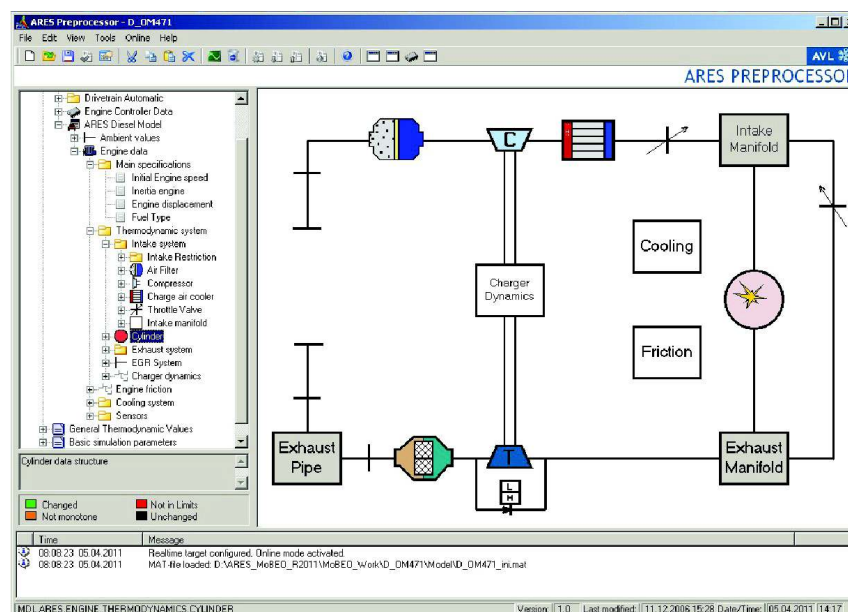 ARES Preprocessor - D_OM471
File Edit View Tools Online Help
AVL
ARES PREPROCESSOR
Drivetrain Automatic
Engine Controller Data
ARES Diesel Model
Ambient values
Engine data
Main specifications
Initial Engine speed
Inertia engine
Engine displacement
Fuel Type
Thermodynamic system
Intake system
Intake Restriction
Air Filter
Compressor
Charge air cooler
Throttle Valve
Intake manifold
Cylinder
Exhaust system
EGR System
Charger dynamics
Engine friction
Cooling system
Sensors
General Thermodynamic Values
Basic simulation parameters
Cylinder data structure
Changed
Not in Limits
Not monotone
Unchanged
C
Intake
Manifold
Cooling
Charger
Dynamics
Friction
Exhaust
Pipe
T
L
H
Exhaust
Manifold
Time Message
08:08:23 05.04.2011 Realtime target configured. Online mode activated.
08:08:23 05.04.2011 MAT-file loaded: D:\ARES_MoBEO_R2011\MoBEO_Work\D_OM471\Model\D_OM471_ini.mat
MDL.ARES.ENGINE.THERMODYNAMICS.CYLINDER Version: 1.0 Last modified: 11.12.2006 15:28 Date/Time: 05.04.2011 14:17